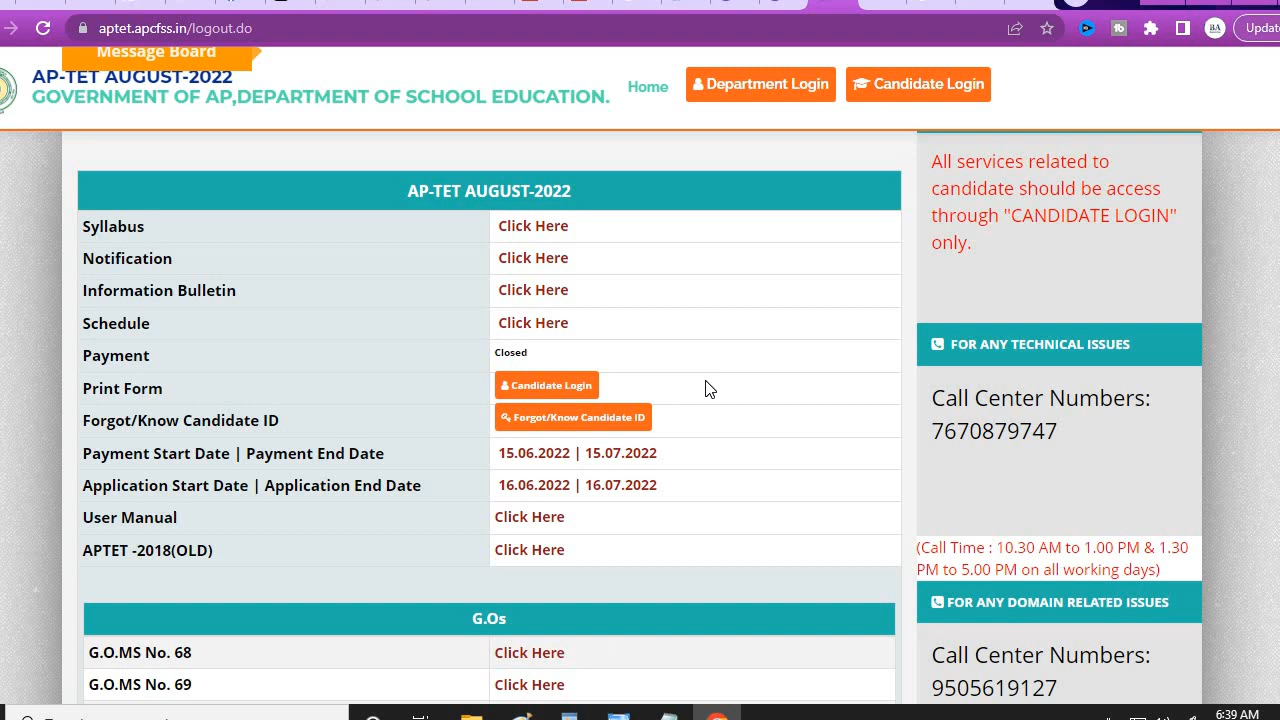 aptet.apcfss.in/logout.do
BA
Update
Message Board
AP-TET AUGUST-2022
GOVERNMENT OF AP,DEPARTMENT OF SCHOOL EDUCATION.
Home
Department Login
Candidate Login
AP-TET AUGUST-2022
Syllabus Click Here
Notification Click Here
Information Bulletin Click Here
Schedule Click Here
Payment Closed
Print Form Candidate Login
Forgot/Know Candidate ID Forgot/Know Candidate ID
Payment Start Date | Payment End Date 15.06.2022 | 15.07.2022
Application Start Date | Application End Date 16.06.2022 | 16.07.2022
User Manual Click Here
APTET -2018(OLD) Click Here
G.Os
G.O.MS No. 68 Click Here
G.O.MS No. 69 Click Here
All services related to
candidate should be access
through "CANDIDATE LOGIN"
only.
FOR ANY TECHNICAL ISSUES
Call Center Numbers:
7670879747
(Call Time : 10.30 AM to 1.00 PM & 1.30
PM to 5.00 PM on all working days)
FOR ANY DOMAIN RELATED ISSUES
Call Center Numbers:
9505619127
6:39 AM